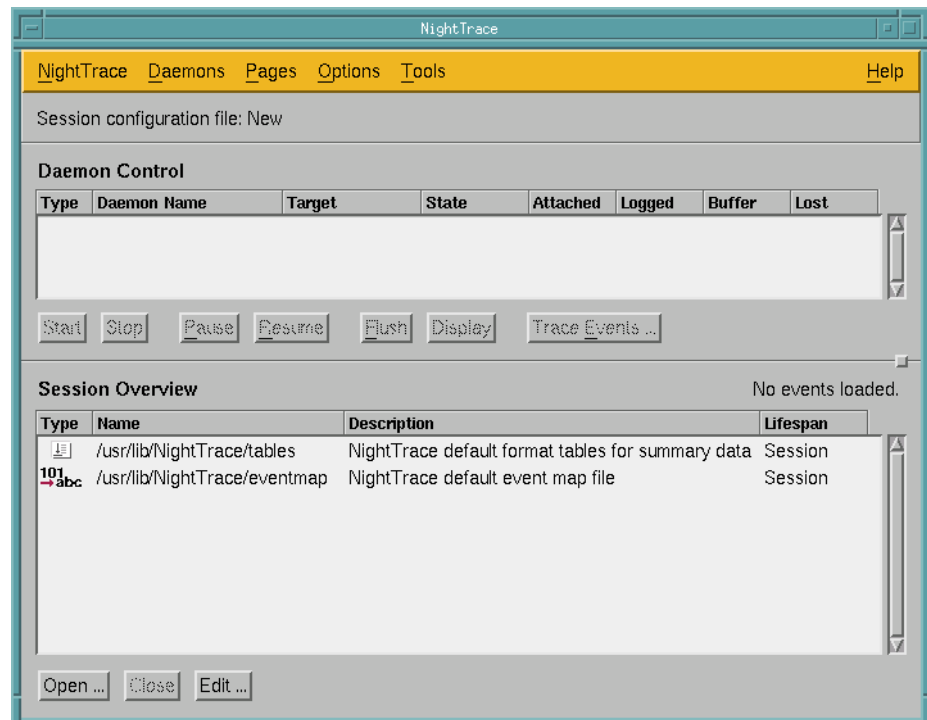 NightTrace
NightTrace Daemons Pages Options Tools Help
Session configuration file: New
Daemon Control
Type Daemon Name Target State Attached Logged Buffer Lost
Start Stop Pause Resume Flush Display Trace Events ...
Session Overview No events loaded.
Type Name Description Lifespan
/usr/lib/NightTrace/tables NightTrace default format tables for summary data Session
101 abc /usr/lib/NightTrace/eventmap NightTrace default event map file Session
Open ... Close Edit ...